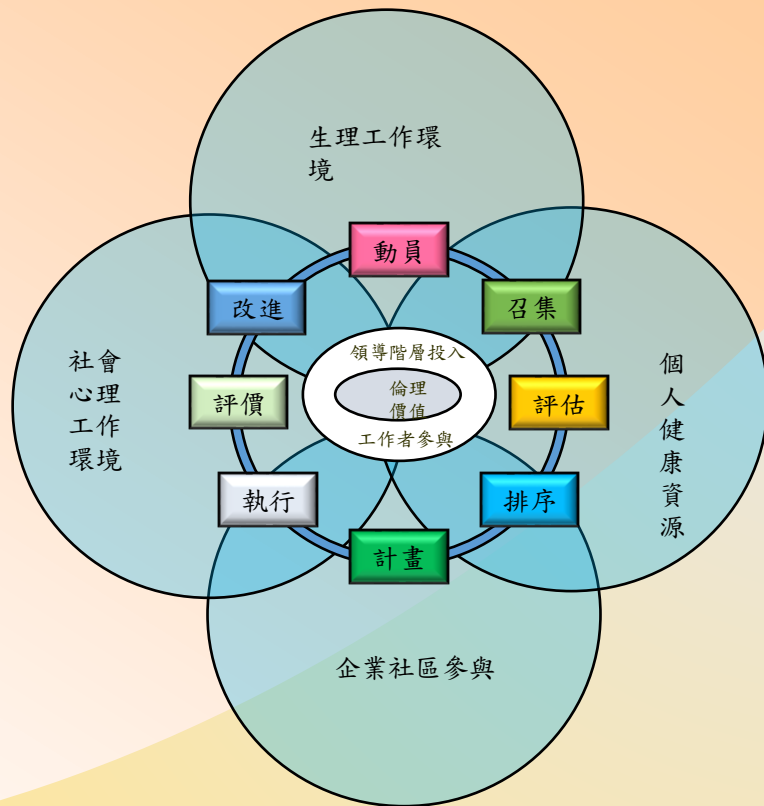 生理工作環
境
動員
改進
召集
社會
心理
工作
環境
領導階層投入
個
人
健
康
資
源
評價
倫理
價值
評估
工作者參與
執行
排序
計畫
企業社區參與